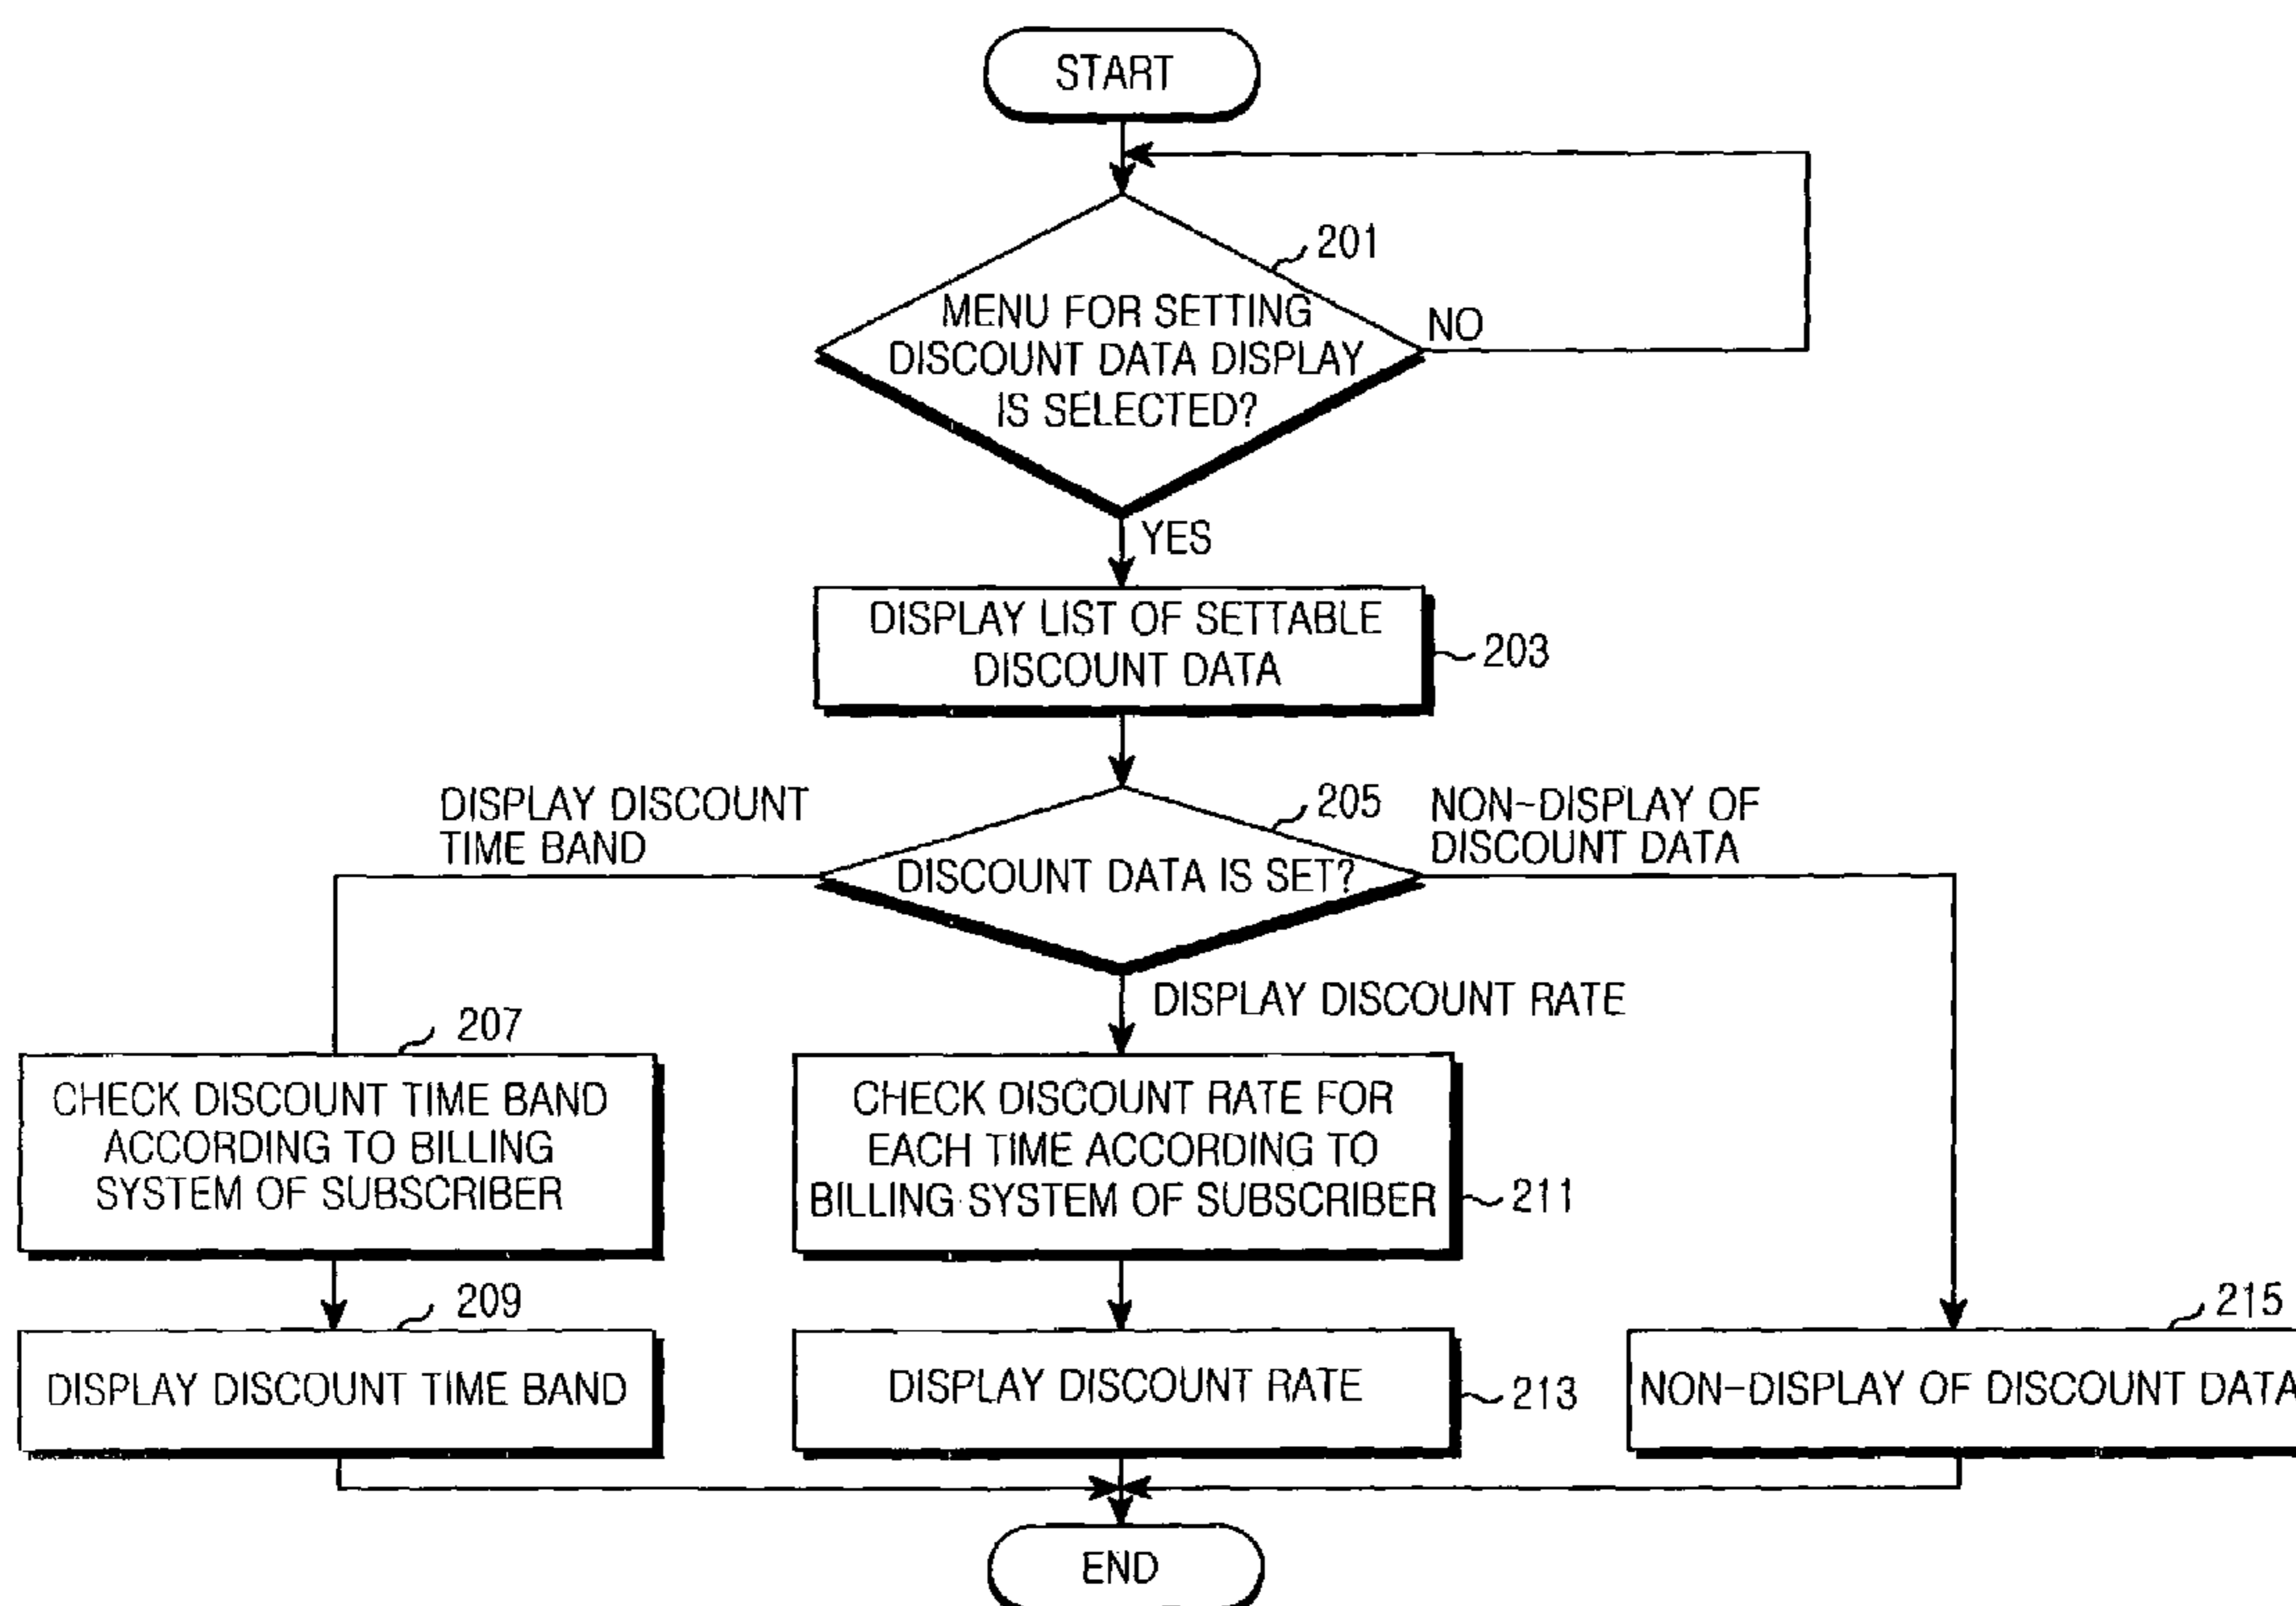 START
201
MENU FOR SETTING
DISCOUNT DATA DISPLAY
IS SELECTED?
NO
YES
DISPLAY LIST OF SETTABLE
DISCOUNT DATA
203
DISPLAY DISCOUNT
TIME BAND
205
DISCOUNT DATA IS SET?
NON-DISPLAY OF
DISCOUNT DATA
DISPLAY DISCOUNT RATE
207
CHECK DISCOUNT TIME BAND
ACCORDING TO BILLING
SYSTEM OF SUBSCRIBER
CHECK DISCOUNT RATE FOR
EACH TIME ACCORDING TO
BILLING SYSTEM OF SUBSCRIBER
211
209
DISPLAY DISCOUNT TIME BAND
DISPLAY DISCOUNT RATE
213
215
NON-DISPLAY OF DISCOUNT DATA
END